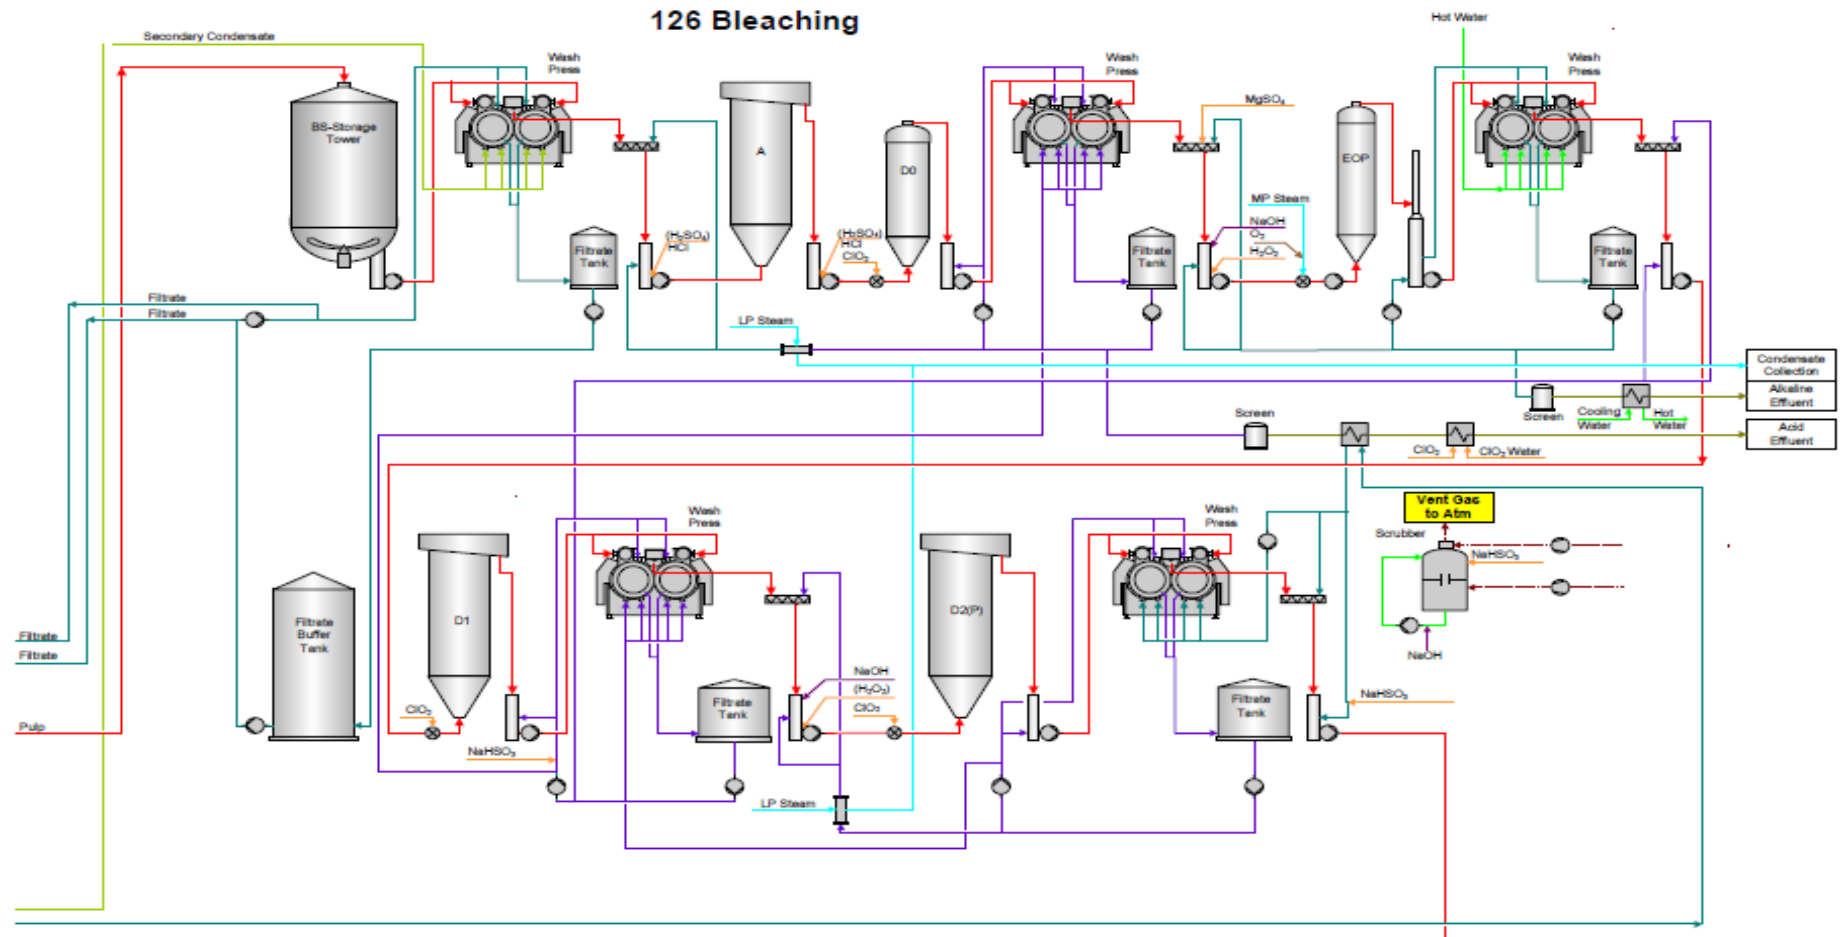 126 Bleaching
Hot Water
Secondary Condensate
Wash
Press
Wash
Press
Wash
Press
BS-Storage
Tower
MgSO₄
A
D0
EOP
MP Steam
(H₂SO₄)
HCl
(H₂SO₄)
HCl
ClO₂
NaOH
O₂
H₂O₂
Filtrate
Tank
Filtrate
Tank
Filtrate
Tank
Filtrate
Filtrate
LP Steam
Condensate
Collection
Alkaline
Effluent
Screen
Cooling
Water
Hot
Water
Screen
Acid
Effluent
ClO₂
ClO₂ Water
Vent Gas
to Atm
Wash
Press
Wash
Press
Scrubber
NaHSO₃
D1
D2(P)
Filtrate
Buffer
Tank
Filtrate
Filtrate
NaOH
NaOH
(H₂O₂)
ClO₂
ClO₂
NaHSO₃
Filtrate
Tank
Filtrate
Tank
Pulp
NaHSO₃
LP Steam